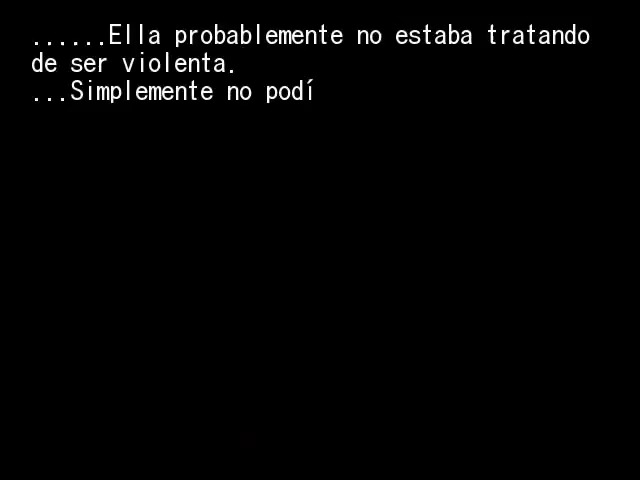 ......Ella probablemente no estaba tratando
de ser violenta.
...Simplemente no podí